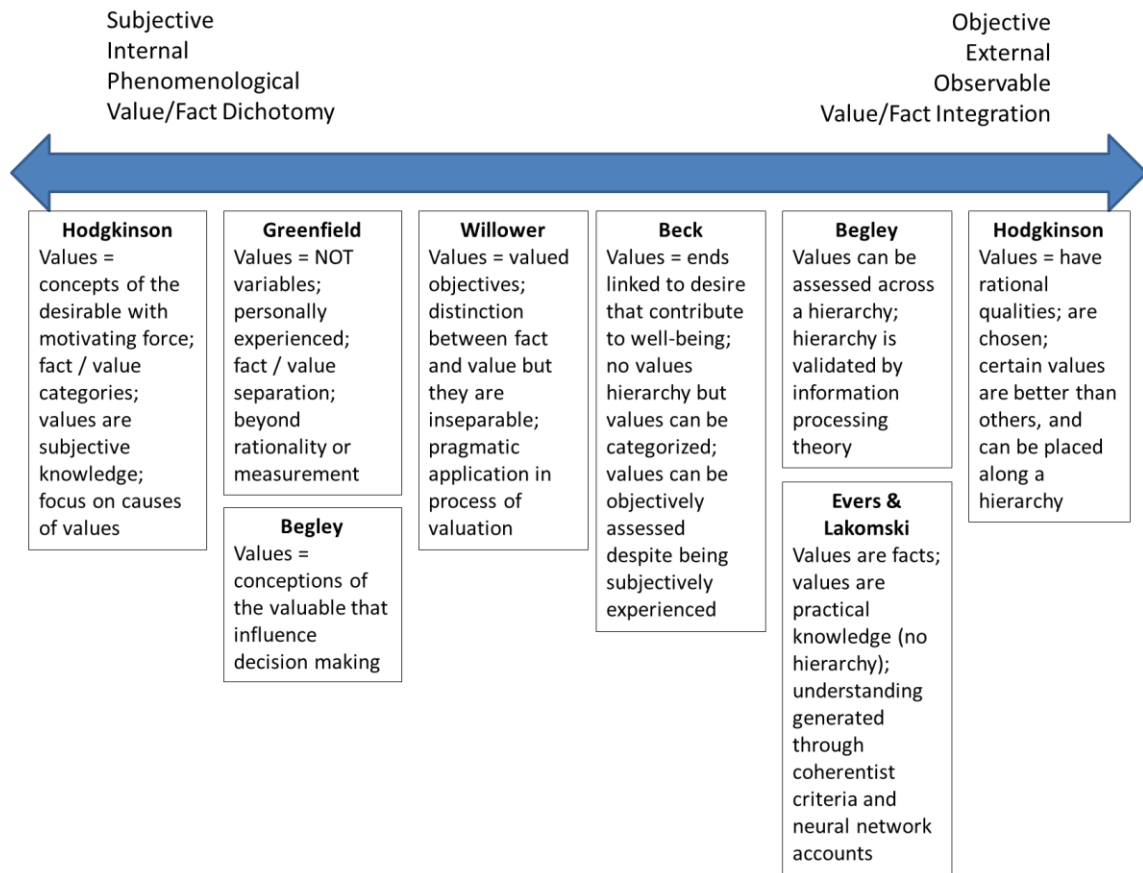 Subjective
Internal
Phenomenological
Value/Fact Dichotomy
Objective
External
Observable
Value/Fact Integration
Hodgkinson
Values =
concepts of the
desirable with
motivating force;
fact / value
categories;
values are
subjective
knowledge;
focus on causes
of values
Greenfield
Values = NOT
variables;
personally
experienced;
fact / value
separation;
beyond
rationality or
measurement
Begley
Values =
conceptions of
the valuable that
influence
decision making
Willower
Values = valued
objectives;
distinction
between fact
and value but
they are
inseparable;
pragmatic
application in
process of
valuation
Beck
Values = ends
linked to desire
that contribute
to well-being;
no values
hierarchy but
values can be
categorized;
values can be
objectively
assessed
despite being
subjectively
experienced
Begley
Values can be
assessed across
a hierarchy;
hierarchy is
validated by
information
processing
theory
Evers &
Lakomski
Values are facts;
values are
practical
knowledge (no
hierarchy);
understanding
generated
through
coherentist
criteria and
neural network
accounts
Hodgkinson
Values = have
rational
qualities; are
chosen;
certain values
are better than
others, and
can be placed
along a
hierarchy